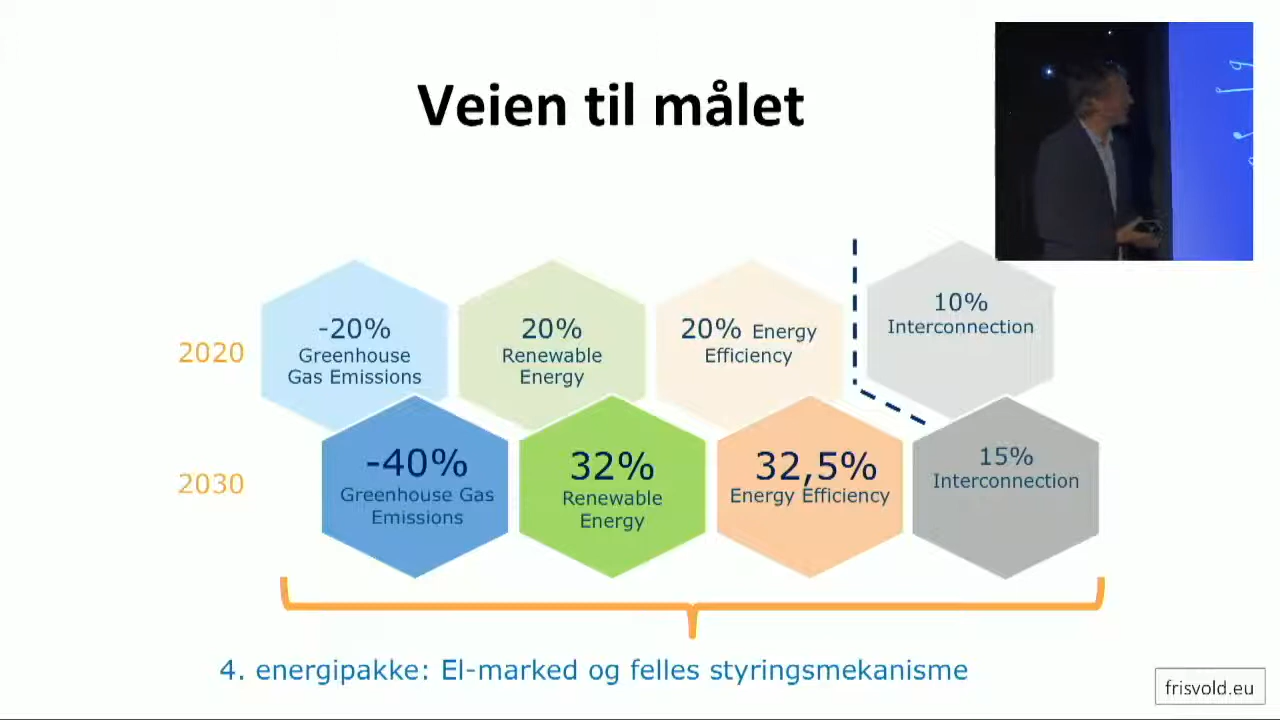 Veien til målet
2020
-20%
Greenhouse
Gas Emissions
20%
Renewable
Energy
20% Energy
Efficiency
10%
Interconnection
2030
-40%
Greenhouse Gas
Emissions
32%
Renewable
Energy
32,5%
Energy Efficiency
15%
Interconnection
4. energipakke: El-marked og felles styringsmekanisme
frisvold.eu